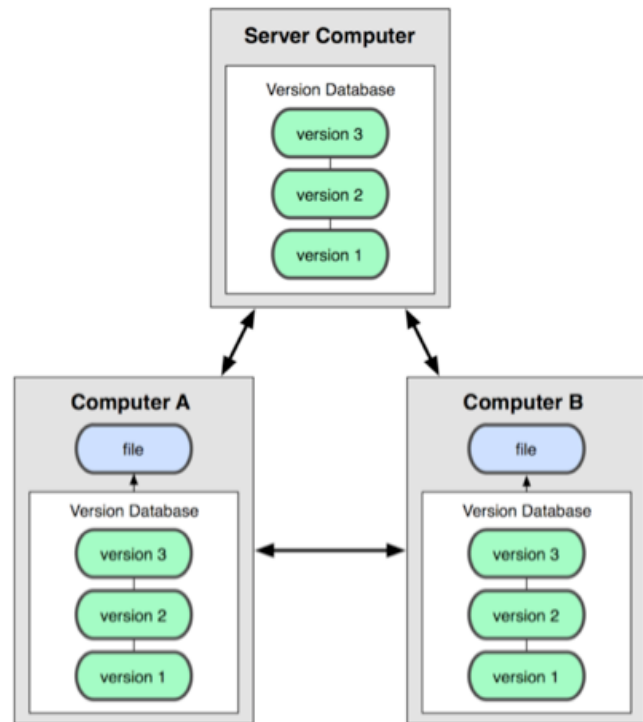 Server Computer
Version Database
version 3
version 2
version 1
Computer A
file
Version Database
version 3
version 2
version 1
Computer B
file
Version Database
version 3
version 2
version 1